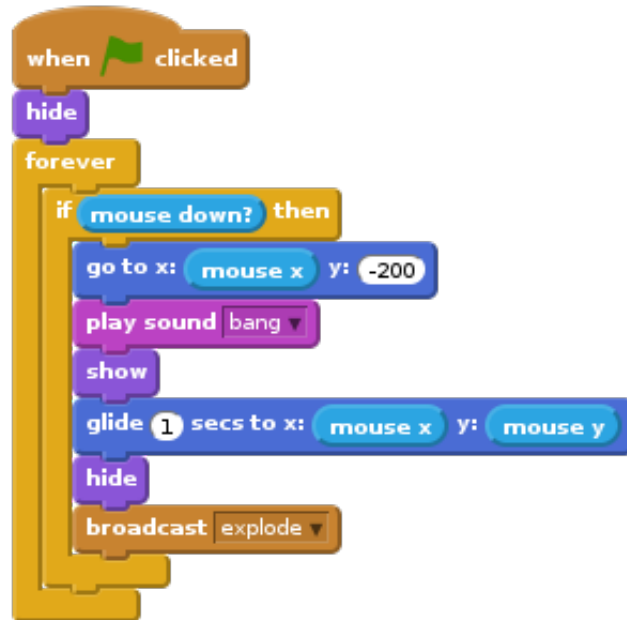 when clicked
hide
forever
if mouse down? then
go to x: mouse x y: -200
play sound bang
show
glide 1 secs to x: mouse x y: mouse y
hide
broadcast explode